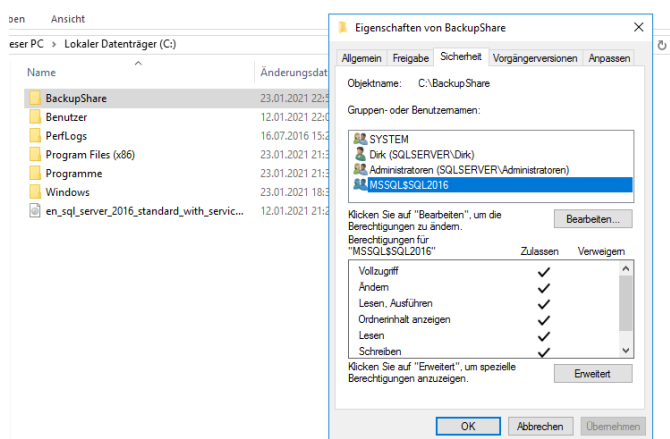 Ansicht
eser PC > Lokaler Datenträger (C:)
Name
Änderungsdat
BackupShare
23.01.2021 22:5
Benutzer
12.01.2021 22:0
PerfLogs
16.07.2016 15:2
Program Files (x86)
23.01.2021 21:3
Programme
23.01.2021 21:3
Windows
23.01.2021 18:3
en_sql_server_2016_standard_with_servic...
12.01.2021 21:2
Eigenschaften von BackupShare
Allgemein Freigabe Sicherheit Vorgängerversionen Anpassen
Objektname: C:\BackupShare
Gruppen- oder Benutzernamen:
SYSTEM
Dirk (SQLSERVER\Dirk)
Administratoren (SQLSERVER\Administratoren)
MSSQL$SQL2016
Klicken Sie auf "Bearbeiten", um die
Berechtigungen zu ändern.
Bearbeiten...
Berechtigungen für
"MSSQL$SQL2016"
Zulassen Verweigern
Vollzugriff
Ändern
Lesen, Ausführen
Ordnerinhalt anzeigen
Lesen
Schreiben
Klicken Sie auf "Erweitert", um spezielle
Berechtigungen anzuzeigen.
Erweitert
OK Abbrechen Übernehmen